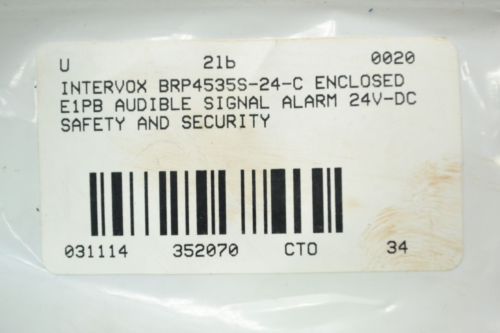 U 21b 0020
INTERVOX BRP4535S-24-C ENCLOSED
E1PB AUDIBLE SIGNAL ALARM 24V-DC
SAFETY AND SECURITY
031114 352070 CTO 34